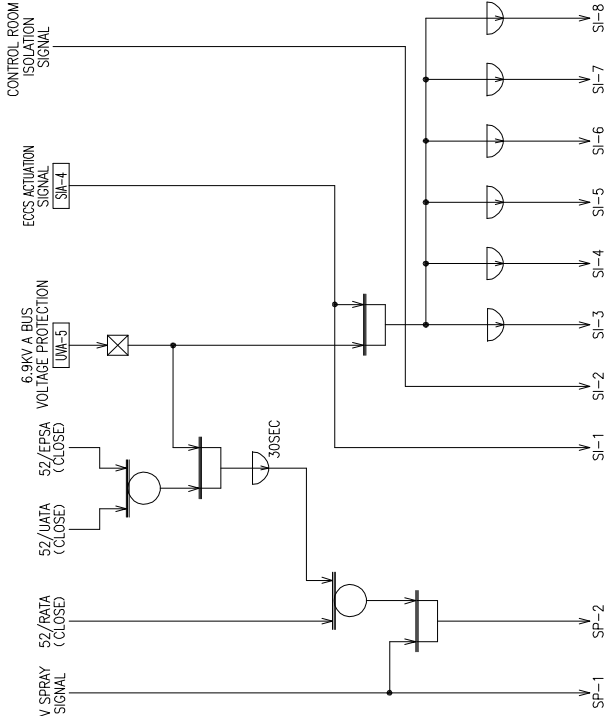 CONTROL ROOM
ISOLATION
SIGNAL
ECCS ACTUATION
SIGNAL
SIA-4
6.9KV A BUS
VOLTAGE PROTECTION
UVA-5
52/EPSA
(CLOSE)
52/UATA
(CLOSE)
52/RATA
(CLOSE)
V SPRAY
SIGNAL
30SEC
SI-8
SI-7
SI-6
SI-5
SI-4
SI-3
SI-2
SI-1
SP-2
SP-1